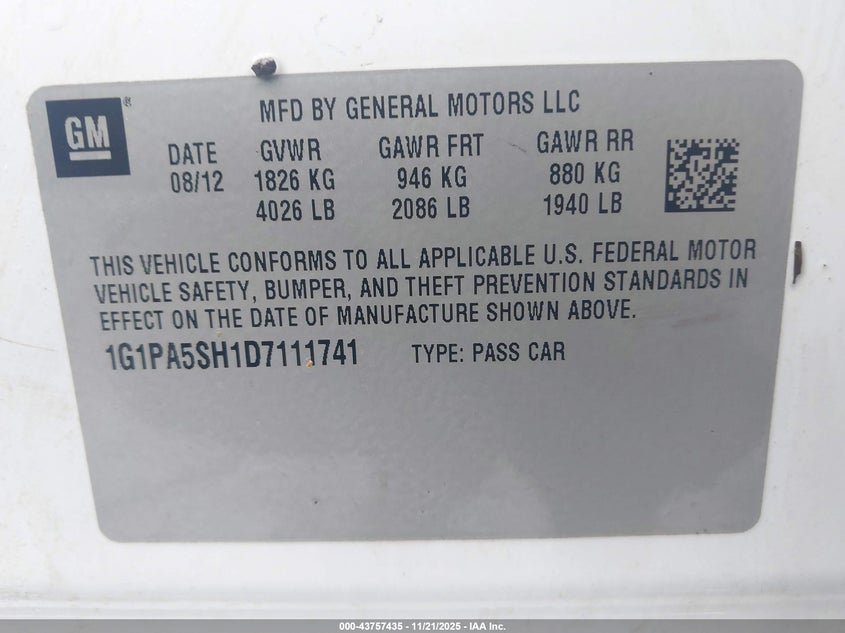 GM®
MFD BY GENERAL MOTORS LLC
DATE GVWR GAWR FRT GAWR RR
08/12 1826 KG 946 KG 880 KG
4026 LB 2086 LB 1940 LB
THIS VEHICLE CONFORMS TO ALL APPLICABLE U.S. FEDERAL MOTOR
VEHICLE SAFETY, BUMPER, AND THEFT PREVENTION STANDARDS IN
EFFECT ON THE DATE OF MANUFACTURE SHOWN ABOVE.
1G1PA5SH1D7111741 TYPE: PASS CAR
000-43757435 - 11/21/2025 - IAA Inc.